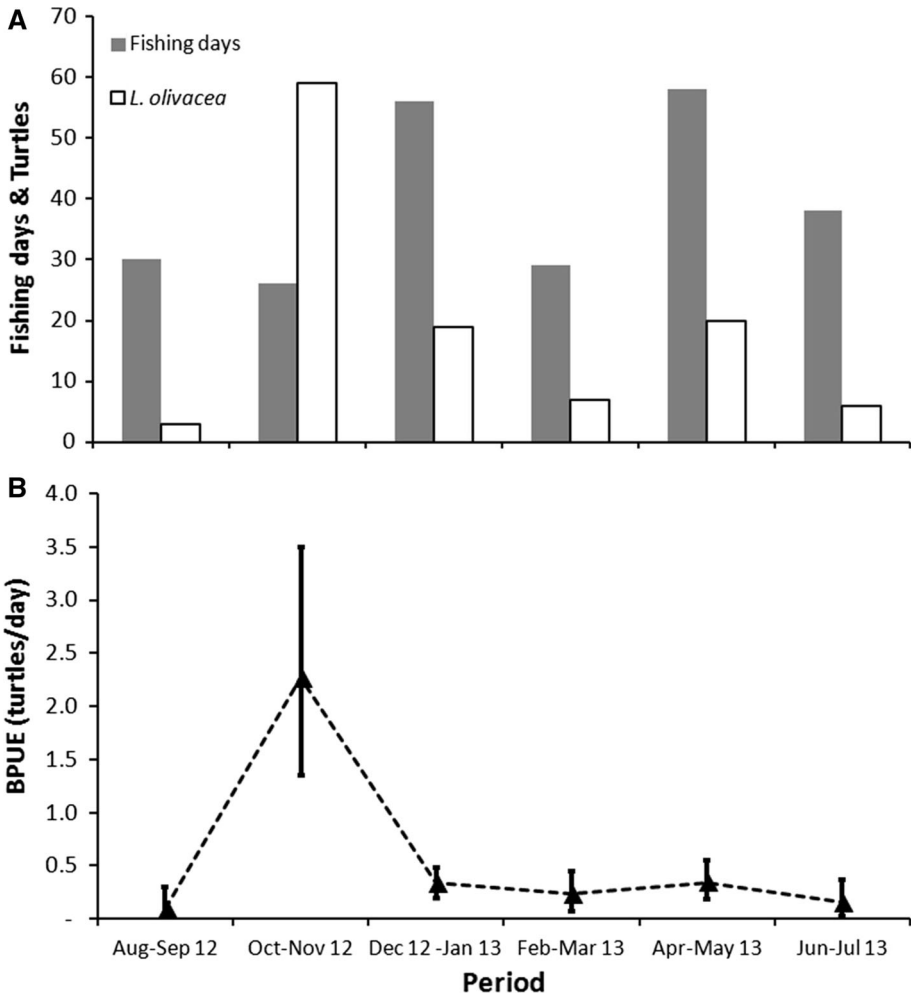 A
Fishing days & Turtles
70
60
50
40
30
20
10
0
Fishing days
L. olivacea
B
BPUE (turtles/day)
4.0
3.5
3.0
2.5
2.0
1.5
1.0
0.5
-
Aug-Sep 12 Oct-Nov 12 Dec 12 -Jan 13 Feb-Mar 13 Apr-May 13 Jun-Jul 13
Period